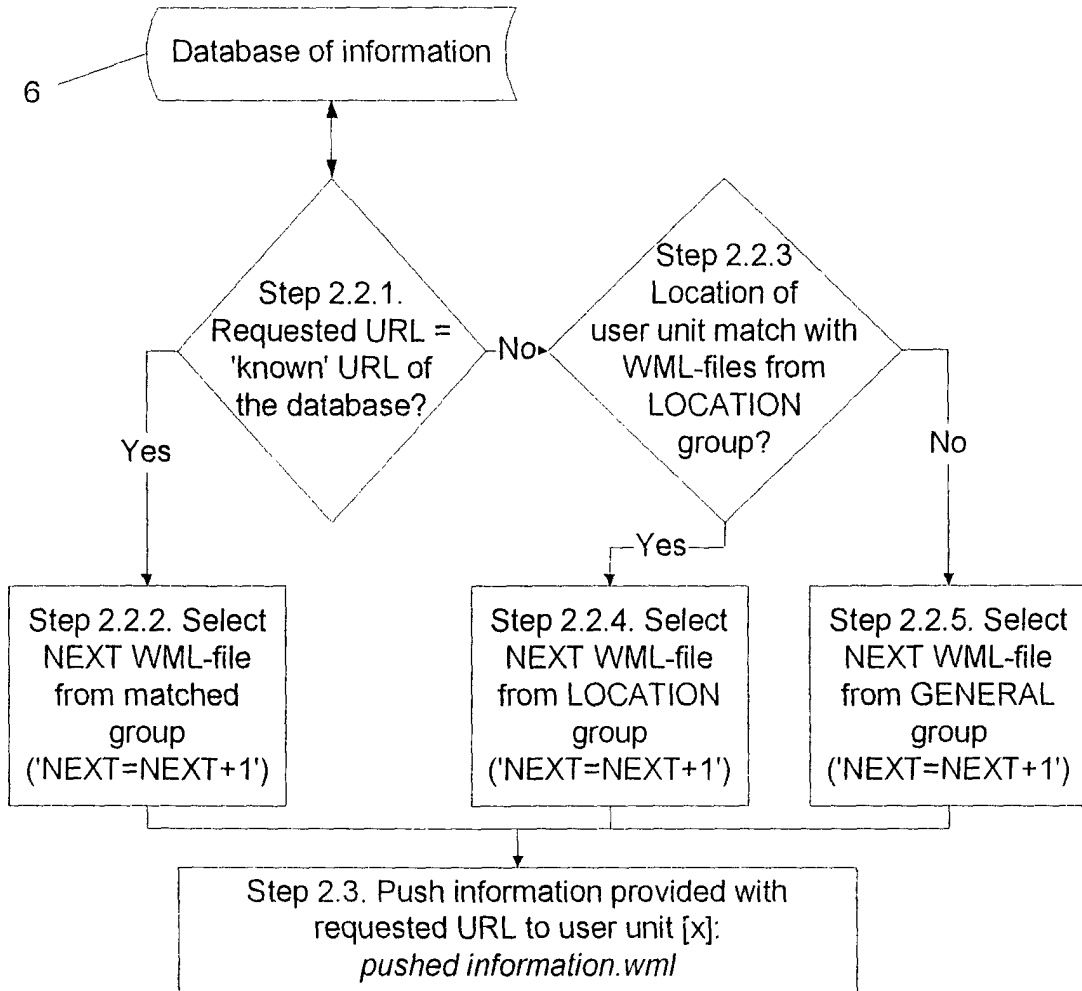 Database of information
6
Step 2.2.1.
Requested URL =
'known' URL of
the database?
No
Step 2.2.3
Location of
user unit match with
WML-files from
LOCATION
group?
Yes
No
Yes
Step 2.2.2. Select
NEXT WML-file
from matched
group
('NEXT=NEXT+1')
Step 2.2.4. Select
NEXT WML-file
from LOCATION
group
('NEXT=NEXT+1')
Step 2.2.5. Select
NEXT WML-file
from GENERAL
group
('NEXT=NEXT+1')
Step 2.3. Push information provided with
requested URL to user unit [x]:
pushed information.wml